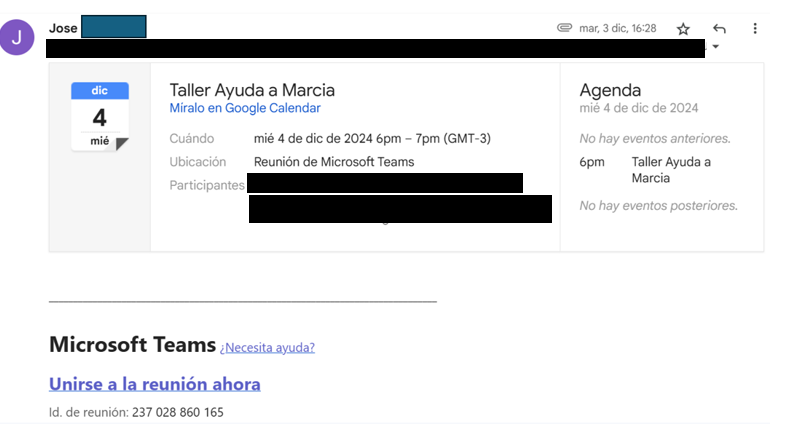 J
Jose
mar, 3 dic, 16:28
dic
4
mié
Taller Ayuda a Marcia
Míralo en Google Calendar
Cuándo mié 4 de dic de 2024 6pm – 7pm (GMT-3)
Ubicación Reunión de Microsoft Teams
Participantes
Agenda
mié 4 de dic de 2024
No hay eventos anteriores.
6pm Taller Ayuda a
Marcia
No hay eventos posteriores.
Microsoft Teams ¿Necesita ayuda?
Unirse a la reunión ahora
Id. de reunión: 237 028 860 165